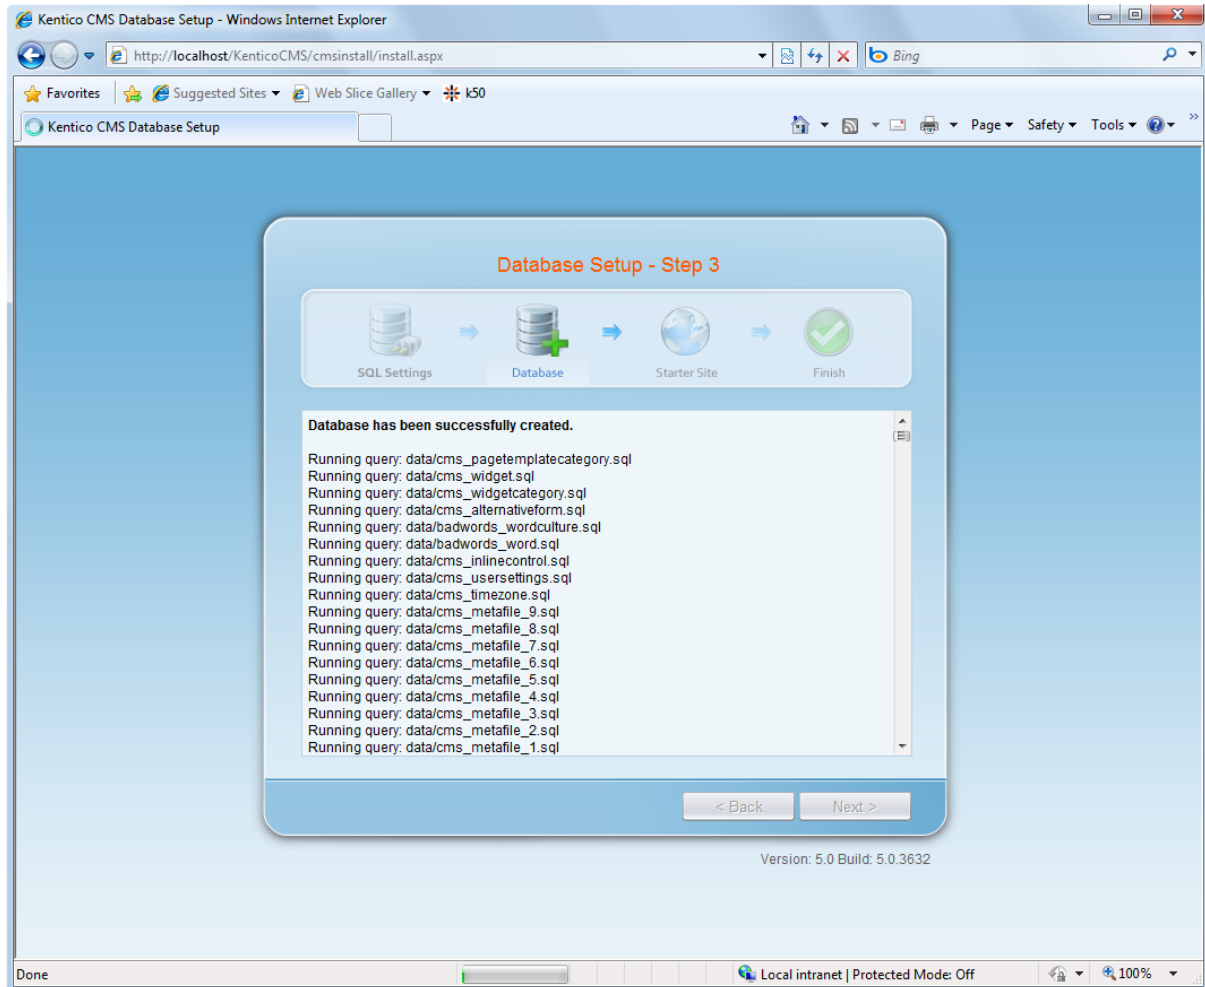 Kentico CMS Database Setup - Windows Internet Explorer
http://localhost/KenticoCMS/cmsinstall/install.aspx
Bing
Favorites
Suggested Sites
Web Slice Gallery
k50
Kentico CMS Database Setup
Page
Safety
Tools
Database Setup - Step 3
SQL Settings
Database
Starter Site
Finish
Database has been successfully created.
Running query: data/cms_pagetemplatecategory.sql
Running query: data/cms_widget.sql
Running query: data/cms_widgetcategory.sql
Running query: data/cms_alternativeform.sql
Running query: data/badwords_wordculture.sql
Running query: data/badwords_word.sql
Running query: data/cms_inlinecontrol.sql
Running query: data/cms_usersettings.sql
Running query: data/cms_timezone.sql
Running query: data/cms_metafile_9.sql
Running query: data/cms_metafile_8.sql
Running query: data/cms_metafile_7.sql
Running query: data/cms_metafile_6.sql
Running query: data/cms_metafile_5.sql
Running query: data/cms_metafile_4.sql
Running query: data/cms_metafile_3.sql
Running query: data/cms_metafile_2.sql
Running query: data/cms_metafile_1.sql
< Back
Next >
Version: 5.0 Build: 5.0.3632
Done
Local intranet | Protected Mode: Off
100%